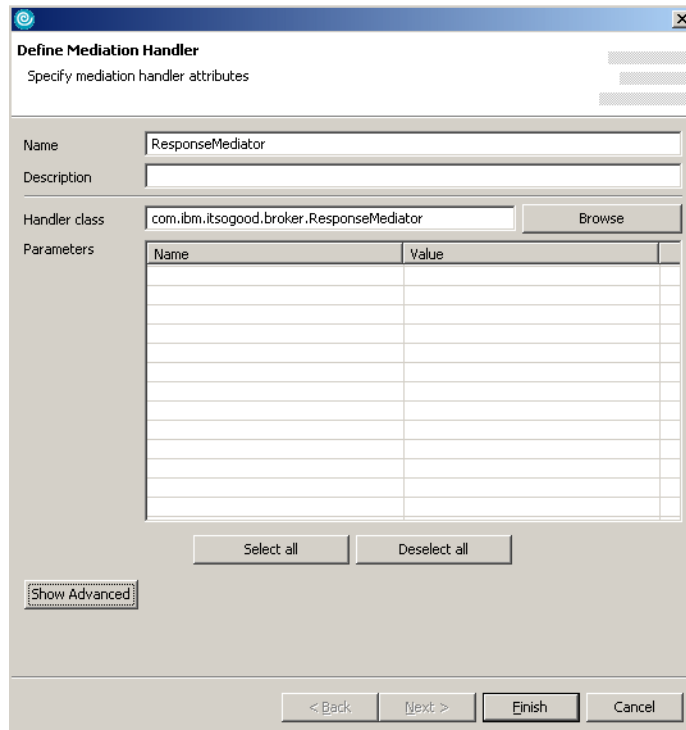 Define Mediation Handler
Specify mediation handler attributes
Name ResponseMediator
Description
Handler class com.ibm.itsogood.broker.ResponseMediator Browse
Parameters Name Value
Select all Deselect all
Show Advanced
< Back Next > Finish Cancel